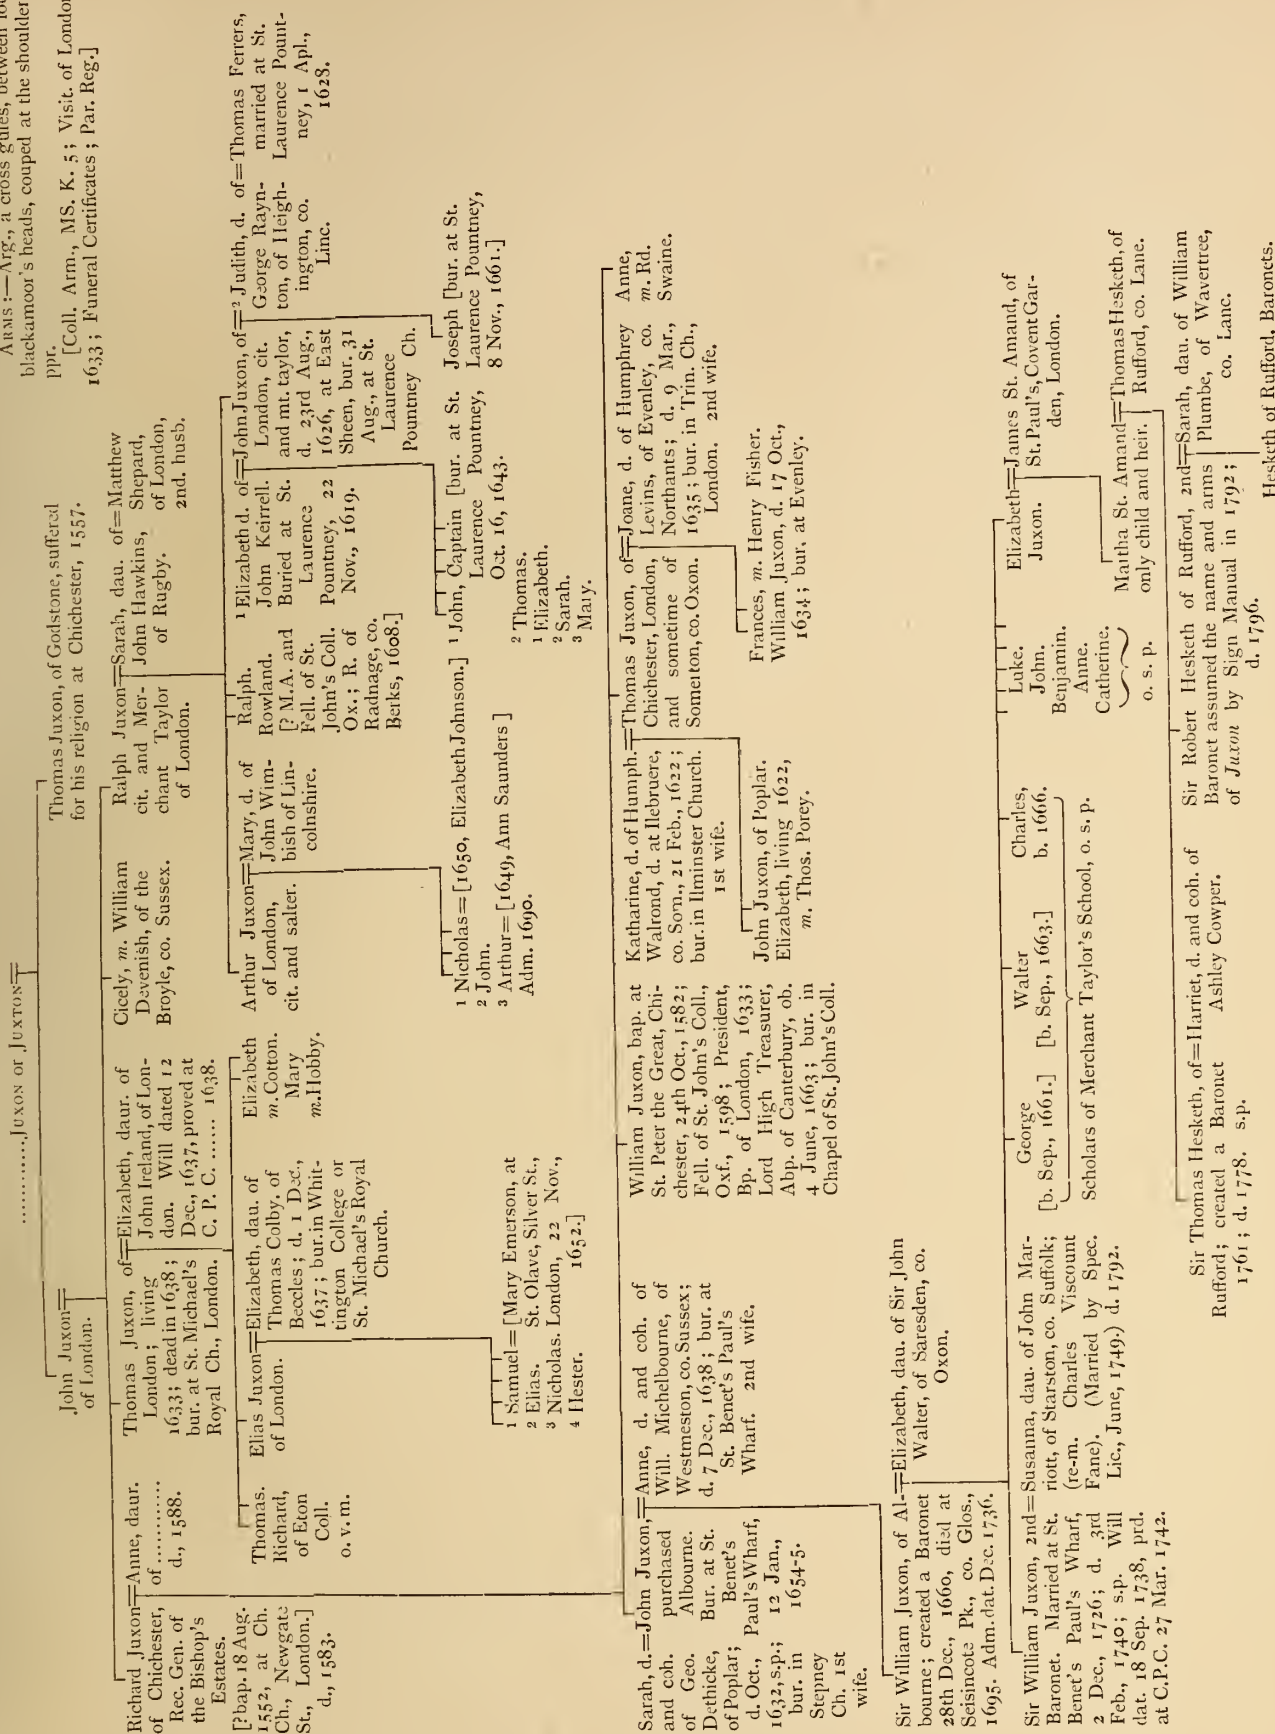 ARMS:—Arg., a cross gules, between
blackamoor's heads, couped at the shoulder
ppr.
[Coll. Arm., MS. K. 5; Visit. of London
1633; Funeral Certificates; Par. Reg.]
............JUXON or JUXTON
John Juxon
of London.
Thomas Juxon, of Godstone, suffered
for his religion at Chichester, 1557.
Richard Juxon=Anne, daur.
of Chichester, of ............
Rec. Gen. of d., 1588.
the Bishop's
Estates.
[?bap. 18 Aug.
1552, at Ch.
Ch., Newgate
St., London.]
d., 1583.
Thomas Juxon, of=Elizabeth, daur. of
London; living John Ireland, of Lon-
1633; dead in 1638; don. Will dated 12
bur. at St. Michael's Dec., 1637, proved at
Royal Ch., London. C. P. C. ...... 1638.
Cicely, m. William
Devenish, of the
Broyle, co. Sussex.
Ralph Juxon=Sarah, dau. of=Matthew
cit. and Mer- John Hawkins, Shepard,
chant Taylor of Rugby. of London,
of London. 2nd. husb.
Thomas.
Richard,
of Eton
Coll.
o. v. m.
Elias Juxon=Elizabeth, dau. of
of London. Thomas Colby. of
Beccles; d. 1 Dec.,
1637; bur. in Whit-
tington College or
St. Michael's Royal
Church.
Elizabeth
m. Cotton.
Mary
m. Hobby.
Arthur Juxon=Mary, d. of
of London, John Wim-
cit. and salter. bish of Lin-
colnshire.
Ralph.
Rowland.
[? M.A. and
Fell. of St.
John's Coll.
Ox.; R. of
Radnage, co.
Berks, 1608.]
1 Elizabeth d. of=John Juxon, of=2 Judith, d. of=Thomas Ferrers,
John Keirrell. London, cit. George Rayn- married at St.
Buried at St. and mt. taylor, ton, of Heigh- Laurence Pount-
Laurence d. 23rd Aug., ington, co. ney, 1 Apl.,
Pountney, 22 1626, at East Linc. 1628.
Nov., 1619. Sheen, bur. 31
Aug., at St.
Laurence
Pountney Ch.
1 Samuel=[Mary Emerson, at
2 Elias. St. Olave, Silver St.,
3 Nicholas. London, 22 Nov.,
4 Hester. 1652.]
1 Nicholas=[1650, Elizabeth Johnson.]
2 John.
3 Arthur=[1649, Ann Saunders]
Adm. 1690.
1 John, Captain [bur. at St.
Laurence Pountney,
Oct. 16, 1643.
2 Thomas.
1 Elizabeth.
2 Sarah.
3 Mary.
Joseph [bur. at St.
Laurence Pountney,
8 Nov., 1661.]
Sarah, d.=John Juxon,=Anne, d. and coh. of
and coh. purchased Will. Michelbourne, of
of Geo. Albourne. Westmeston, co. Sussex;
Dethicke, Bur. at St. d. 7 Dec., 1638; bur. at
of Poplar; Benet's St. Benet's Paul's
d. Oct., Paul's Wharf, Wharf. 2nd wife.
1632, s.p.; 12 Jan.,
bur. in 1654-5.
Stepney
Ch. 1st
wife.
William Juxon, bap. at
St. Peter the Great, Chi-
chester, 24th Oct., 1582;
Fell. of St. John's Coll.,
Oxf., 1598; President,
Bp. of London, 1633;
Lord High Treasurer,
Abp. of Canterbury, ob.
4 June, 1663; bur. in
Chapel of St. John's Coll.
Katharine, d. of Humph.=Thomas Juxon, of=Joane, d. of Humphrey
Walrond, d. at Ilebruere, Chichester, London, Levins, of Evenley, co.
co. Som., 21 Feb., 1622; and sometime of Northants; d. 9 Mar.,
bur. in Ilminster Church. Somerton, co. Oxon. 1635; bur. in Trin. Ch.,
1st wife. London. 2nd wife.
Anne,
m. Rd.
Swaine.
John Juxon, of Poplar.
Elizabeth, living 1622,
m. Thos. Porey.
Frances, m. Henry Fisher.
William Juxon, d. 17 Oct.,
1634; bur. at Evenley.
Sir William Juxon, of Al-=Elizabeth, dau. of Sir John
bourne; created a Baronet Walter, of Saresden, co.
28th Dec., 1660, died at Oxon.
Seisincote Pk., co. Glos.,
1695. Adm. dat. Dec. 1736.
Sir William Juxon, 2nd=Susanna, dau. of John Mar-
Baronet. Married at St. riott, of Starston, co. Suffolk;
Benet's Paul's Wharf, (re-m. Charles Viscount
2 Dec., 1726; d. 3rd Fane). (Married by Spec.
Feb., 1740; s.p. Will Lic., June, 1749.) d. 1792.
dat. 18 Sep. 1738, prd.
at C.P.C. 27 Mar. 1742.
George Walter Charles,
[b. Sep., 1661.] [b. Sep., 1663.] b. 1666.
Scholars of Merchant Taylor's School, o. s. p.
Luke.
John.
Benjamin.
Anne.
Catherine.
o. s. p.
Elizabeth=James St. Amand, of
Juxon. St. Paul's, Covent Gar-
den, London.
Martha St. Amand=Thomas Hesketh, of
only child and heir. Rufford, co. Lane.
Sir Thomas Hesketh, of=Harriet, d. and coh. of
Rufford; created a Baronet Ashley Cowper.
1761; d. 1778. s.p.
Sir Robert Hesketh of Rufford, 2nd=Sarah, dau. of William
Baronet assumed the name and arms Plumbe, of Wavertree,
of Juxon by Sign Manual in 1792; co. Lanc.
d. 1796.
Hesketh of Rufford, Baronets.